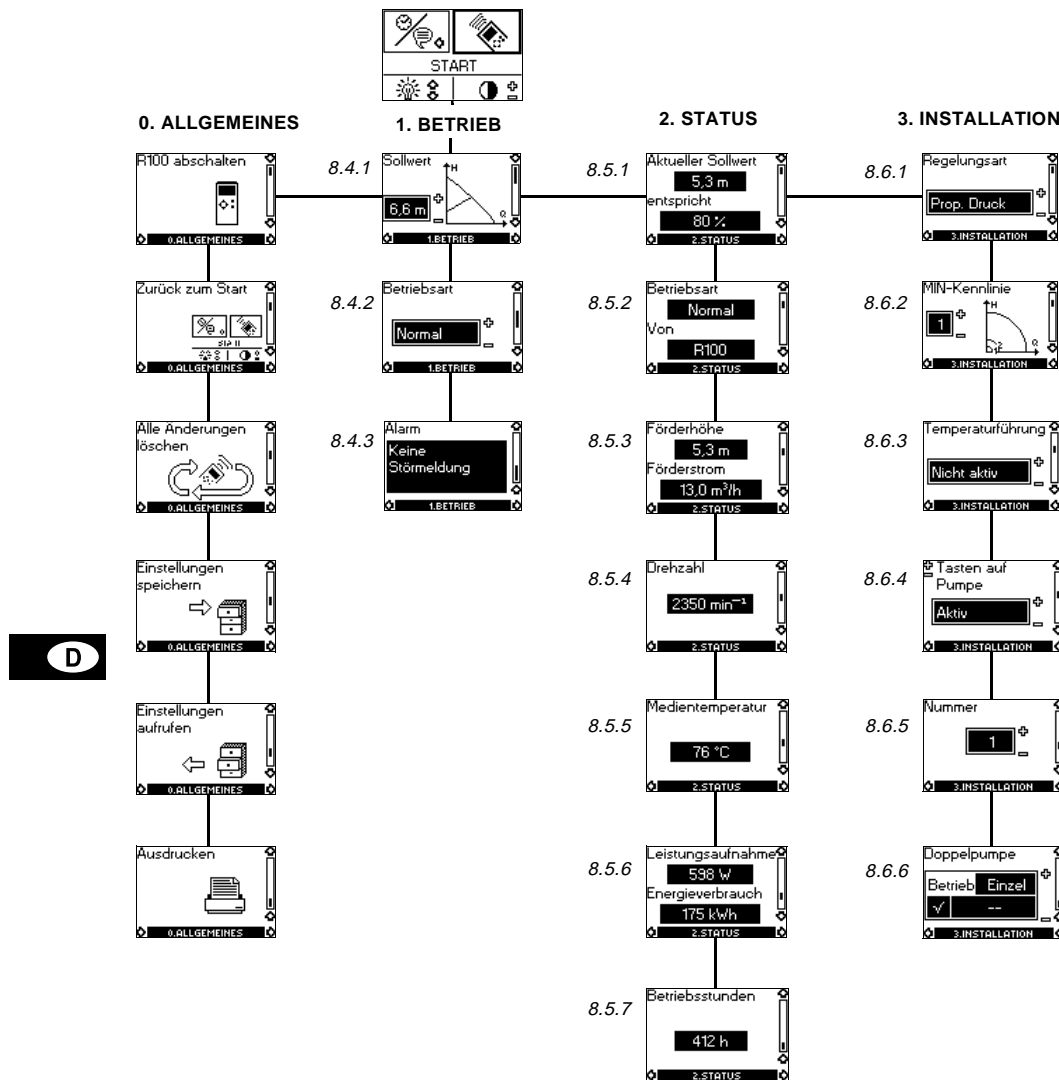 START
0. ALLGEMEINES
1. BETRIEB
2. STATUS
3. INSTALLATION
R100 abschalten
0.ALLGEMEINES
8.4.1
Sollwert
H
6,6 m
Q
1.BETRIEB
8.5.1
Aktueller Sollwert
5,3 m
entspricht
80 %
2.STATUS
8.6.1
Regelungsart
Prop. Druck
3.INSTALLATION
Zurück zum Start
START
0.ALLGEMEINES
8.4.2
Betriebsart
Normal
1.BETRIEB
8.5.2
Betriebsart
Normal
Von
R100
2.STATUS
8.6.2
MIN-Kennlinie
H
1
2
1
Q
3.INSTALLATION
Alle Änderungen
löschen
0.ALLGEMEINES
8.4.3
Alarm
Keine
Störmeldung
1.BETRIEB
8.5.3
Förderhöhe
5,3 m
Förderstrom
13,0 m³/h
2.STATUS
8.6.3
Temperaturführung
Nicht aktiv
3.INSTALLATION
Einstellungen
speichern
0.ALLGEMEINES
8.5.4
Drehzahl
2350 min⁻¹
2.STATUS
8.6.4
Tasten auf
Pumpe
Aktiv
3.INSTALLATION
D
Einstellungen
aufrufen
0.ALLGEMEINES
8.5.5
Medientemperatur
76 °C
2.STATUS
8.6.5
Nummer
1
3.INSTALLATION
Ausdrucken
0.ALLGEMEINES
8.5.6
Leistungsaufnahme
598 W
Energieverbrauch
175 kWh
2.STATUS
8.6.6
Doppelpumpe
Betrieb Einzel
√ --
3.INSTALLATION
8.5.7
Betriebsstunden
412 h
2.STATUS